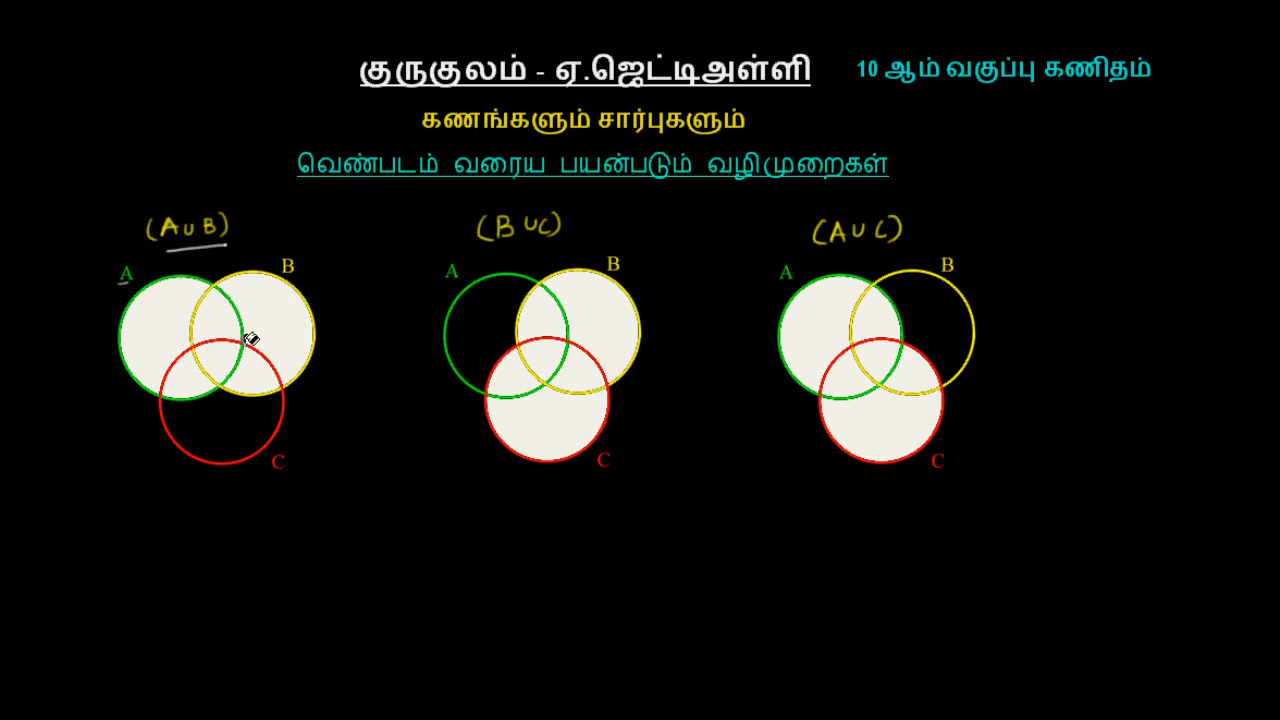 குருகுலம் - ஏ.ஜெட்டிஅள்ளி
10 ஆம் வகுப்பு கணிதம்
கணங்களும் சார்புகளும்
வெண்படம் வரைய பயன்படும் வழிமுறைகள்
(A∪B)
(B∪C)
(A∪C)
A
B
C
A
B
C
A
B
C